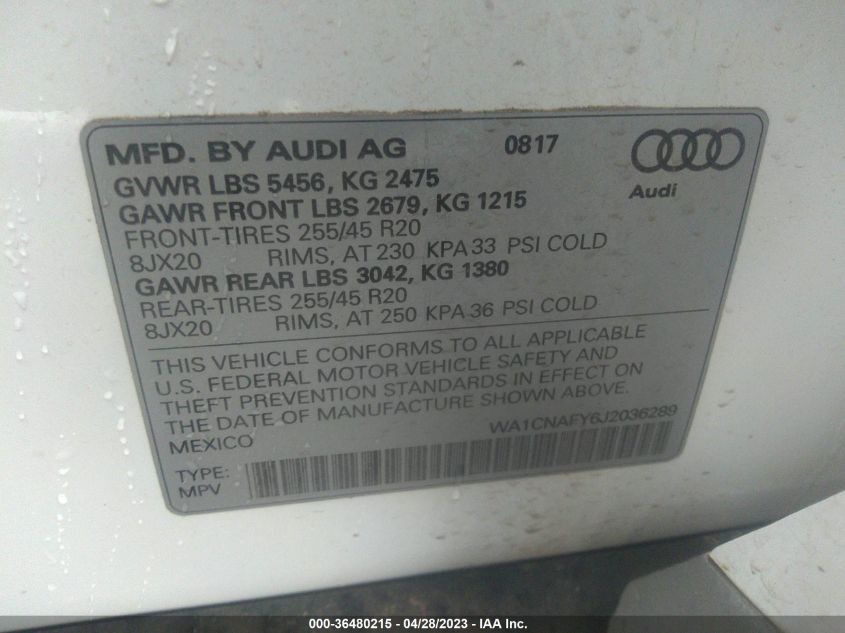 MFD. BY AUDI AG 0817
Audi
GVWR LBS 5456, KG 2475
GAWR FRONT LBS 2679, KG 1215
FRONT-TIRES 255/45 R20
8JX20 RIMS, AT 230 KPA 33 PSI COLD
GAWR REAR LBS 3042, KG 1380
REAR-TIRES 255/45 R20
8JX20 RIMS, AT 250 KPA 36 PSI COLD
THIS VEHICLE CONFORMS TO ALL APPLICABLE
U.S. FEDERAL MOTOR VEHICLE SAFETY AND
THEFT PREVENTION STANDARDS IN EFFECT ON
THE DATE OF MANUFACTURE SHOWN ABOVE.
MEXICO WA1CNAFY6J2036289
TYPE:
MPV
000-36480215 - 04/28/2023 - IAA Inc.